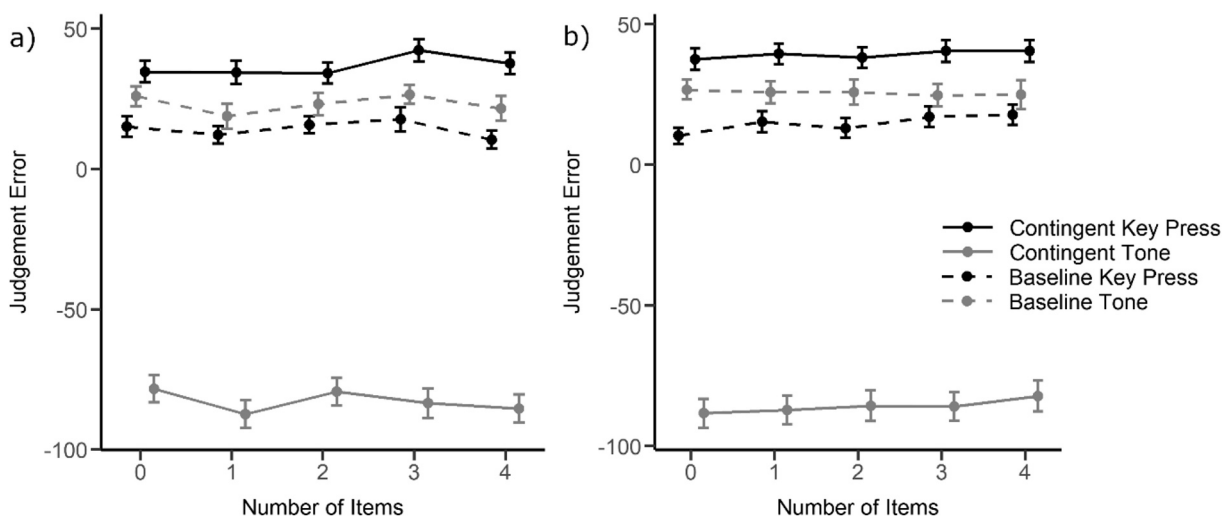 a)
50
0
-50
-100
Judgement Error
0 1 2 3 4
Number of Items
b)
50
0
-50
-100
Judgement Error
0 1 2 3 4
Number of Items
Contingent Key Press
Contingent Tone
Baseline Key Press
Baseline Tone